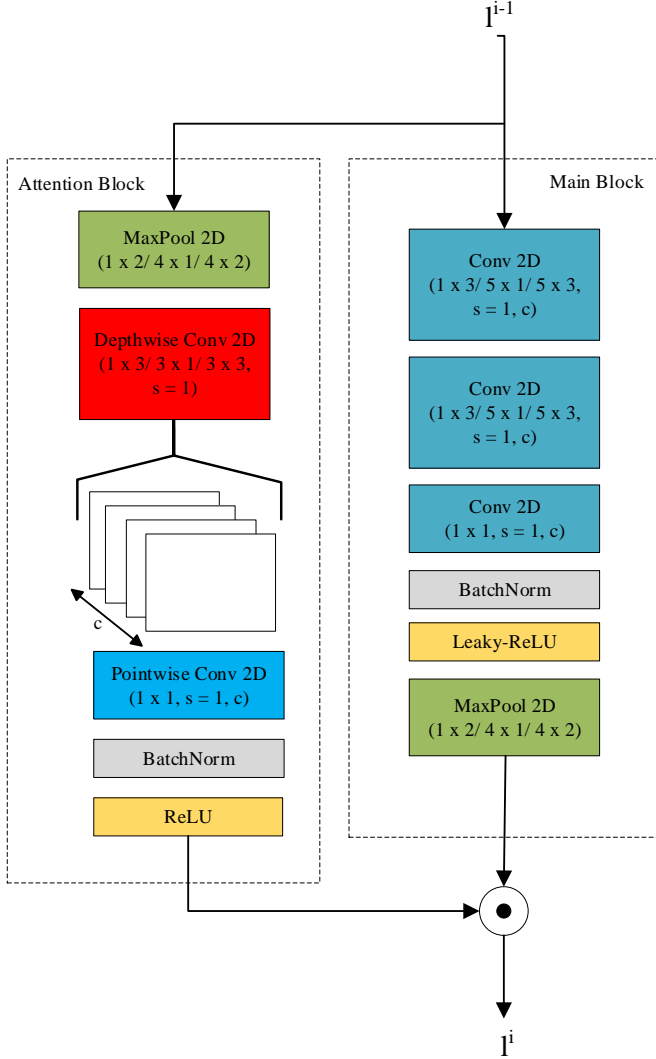 l^{i-1}
Attention Block
MaxPool 2D
(1 x 2/ 4 x 1/ 4 x 2)
Depthwise Conv 2D
(1 x 3/ 3 x 1/ 3 x 3,
s = 1)
c
Pointwise Conv 2D
(1 x 1, s = 1, c)
BatchNorm
ReLU
Main Block
Conv 2D
(1 x 3/ 5 x 1/ 5 x 3,
s = 1, c)
Conv 2D
(1 x 3/ 5 x 1/ 5 x 3,
s = 1, c)
Conv 2D
(1 x 1, s = 1, c)
BatchNorm
Leaky-ReLU
MaxPool 2D
(1 x 2/ 4 x 1/ 4 x 2)
l^i